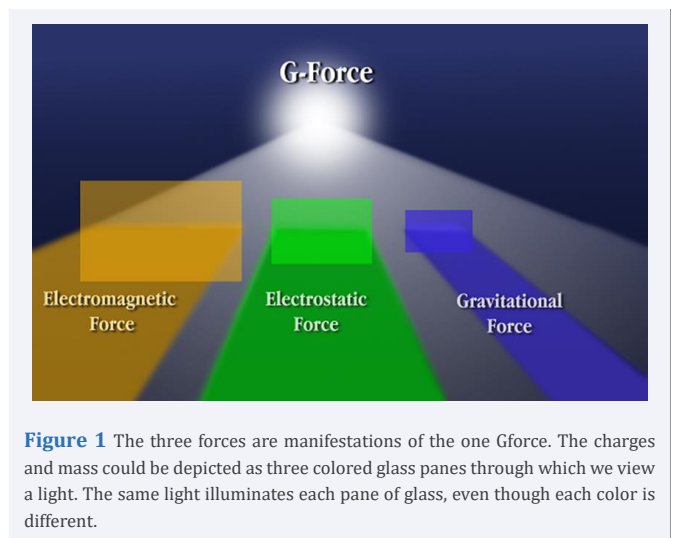 G-Force
Electromagnetic
Force
Electrostatic
Force
Gravitational
Force
Figure 1 The three forces are manifestations of the one Gforce. The charges
and mass could be depicted as three colored glass panes through which we view
a light. The same light illuminates each pane of glass, even though each color is
different.